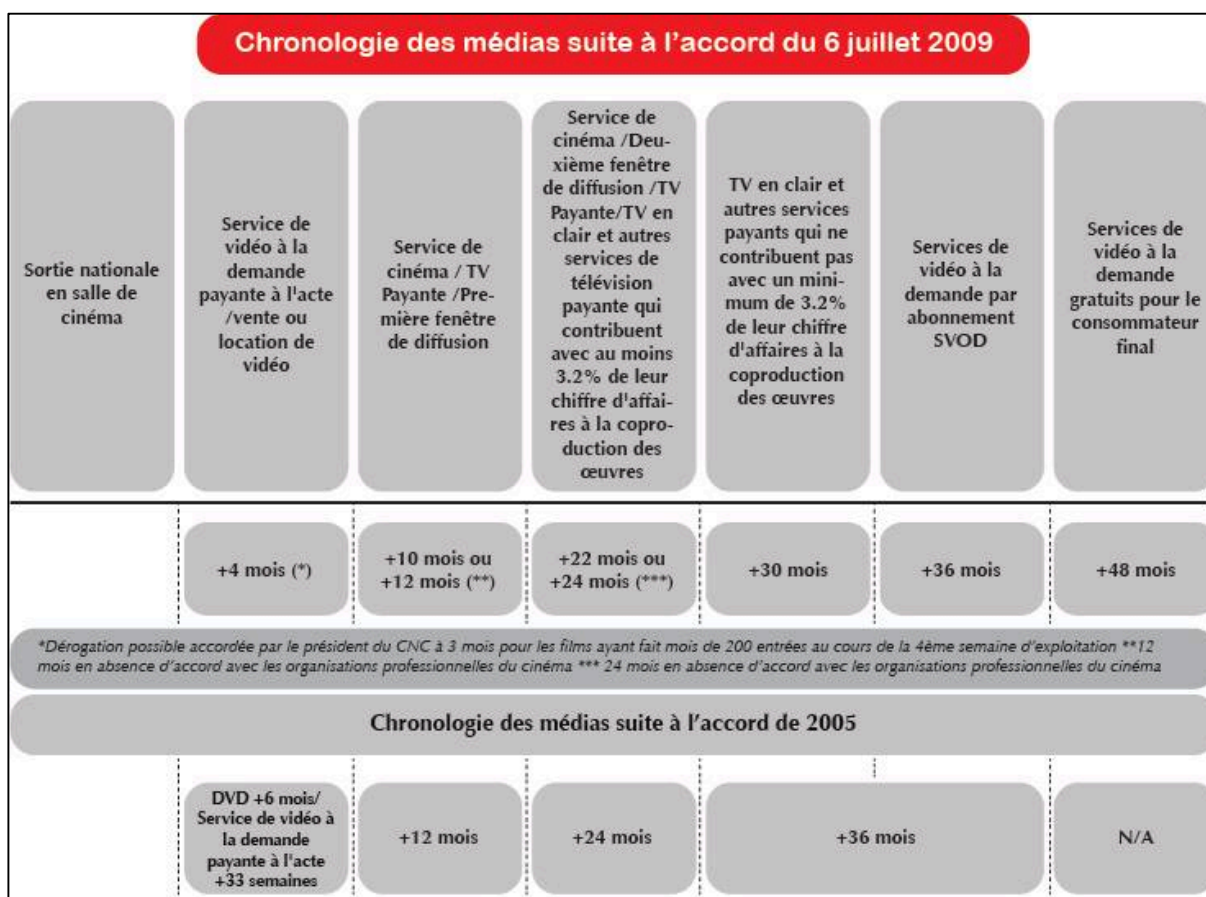 Chronologie des médias suite à l'accord du 6 juillet 2009
Sortie nationale
en salle de
cinéma
Service de
vidéo à la
demande
payante à l'acte
/vente ou
location de
vidéo
Service de
cinéma / TV
Payante /Pre-
mière fenêtre
de diffusion
Service de
cinéma /Deu-
xième fenêtre
de diffusion /TV
Payante/TV en
clair et autres
services de
télévision
payante qui
contribuent
avec au moins
3.2% de leur
chiffre d'affai-
res à la copro-
duction des
œuvres
TV en clair et
autres services
payants qui ne
contribuent pas
avec un mini-
mum de 3.2%
de leur chiffre
d'affaires à la
coproduction
des œuvres
Services de
vidéo à la
demande par
abonnement
SVOD
Services de
vidéo à la
demande
gratuits pour le
consommateur
final
+4 mois (*)
+10 mois ou
+12 mois (**)
+22 mois ou
+24 mois (***)
+30 mois
+36 mois
+48 mois
*Dérogation possible accordée par le président du CNC à 3 mois pour les films ayant fait mois de 200 entrées au cours de la 4ème semaine d'exploitation **12
mois en absence d'accord avec les organisations professionnelles du cinéma *** 24 mois en absence d'accord avec les organisations professionnelles du cinéma
Chronologie des médias suite à l'accord de 2005
DVD +6 mois/
Service de vidéo à
la demande
payante à l'acte
+33 semaines
+12 mois
+24 mois
+36 mois
N/A